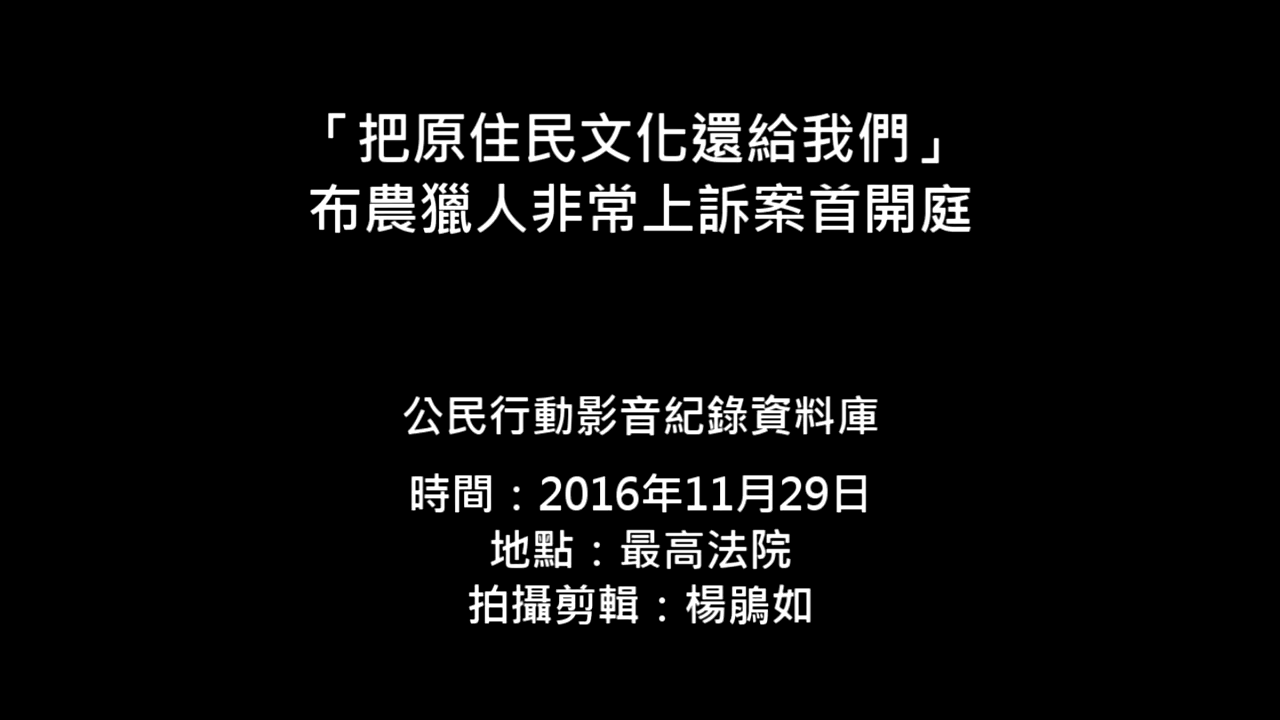 「把原住民文化還給我們」
布農獵人非常上訴案首開庭
公民行動影音紀錄資料庫
時間：2016年11月29日
地點：最高法院
拍攝剪輯：楊鵑如